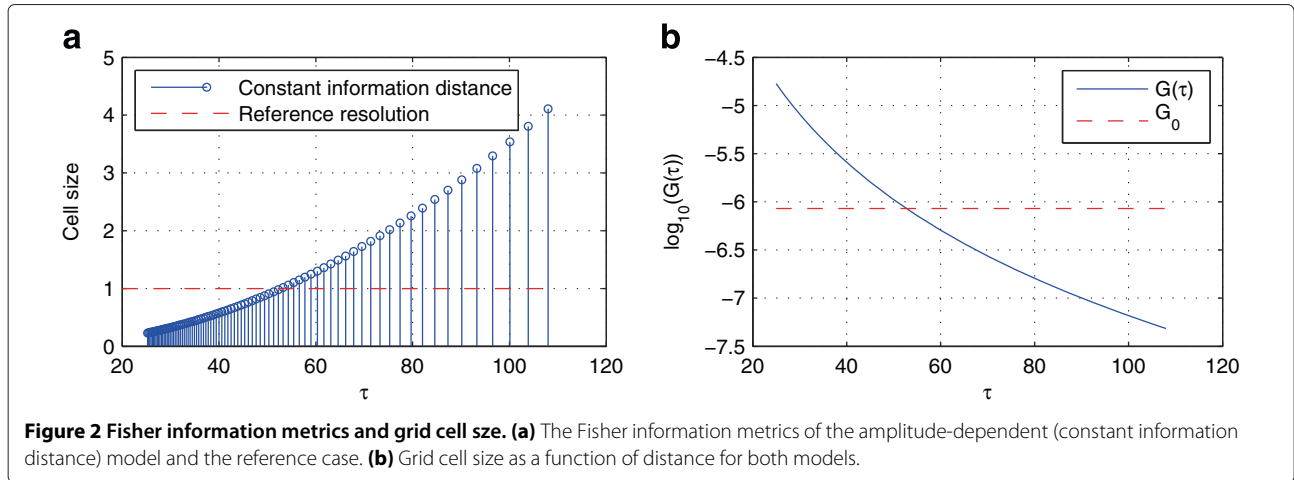 a
5
4
3
2
1
0
Cell size
20
40
60
80
100
120
τ
Constant information distance
Reference resolution
b
−4.5
−5
−5.5
−6
−6.5
−7
−7.5
log10(G(τ))
20
40
60
80
100
120
τ
G(τ)
G0
Figure 2 Fisher information metrics and grid cell sze. (a) The Fisher information metrics of the amplitude-dependent (constant information
distance) model and the reference case. (b) Grid cell size as a function of distance for both models.